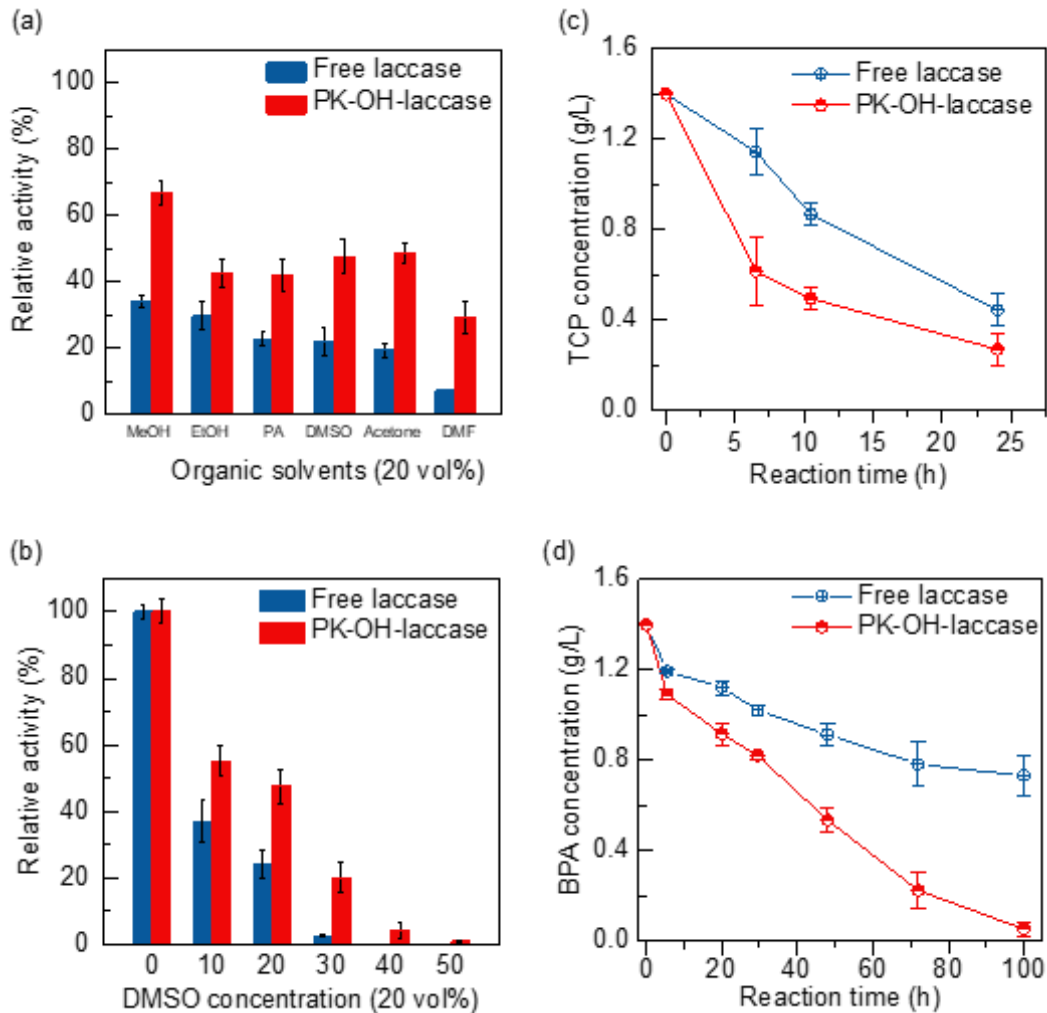 (a)
Free laccase
PK-OH-laccase
Relative activity (%)
100
80
60
40
20
0
MeOH EtOH PA DMSO Acetone DMF
Organic solvents (20 vol%)
(c)
Free laccase
PK-OH-laccase
TCP concentration (g/L)
1.6
1.2
0.8
0.4
0.0
0 5 10 15 20 25
Reaction time (h)
(b)
Free laccase
PK-OH-laccase
Relative activity (%)
100
80
60
40
20
0
0 10 20 30 40 50
DMSO concentration (20 vol%)
(d)
Free laccase
PK-OH-laccase
BPA concentration (g/L)
1.6
1.2
0.8
0.4
0.0
0 20 40 60 80 100
Reaction time (h)